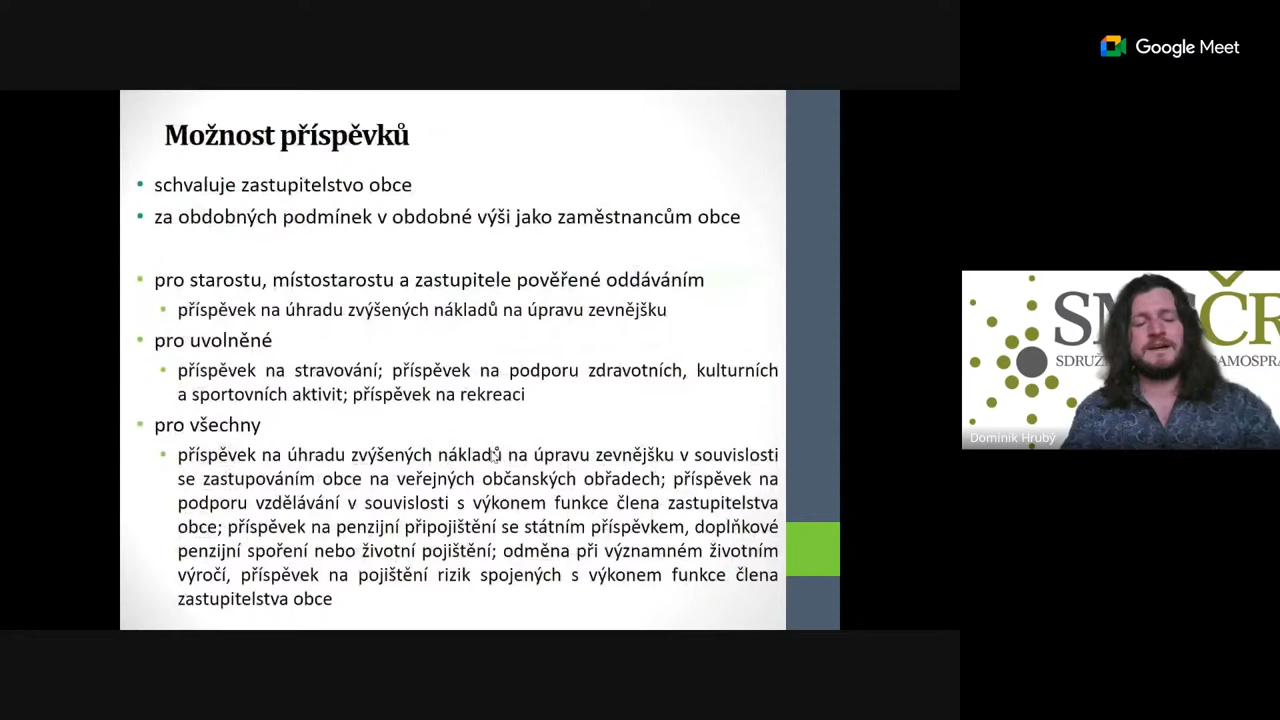 Google Meet
Možnost příspěvků
• schvaluje zastupitelstvo obce
• za obdobných podmínek v obdobné výši jako zaměstnancům obce
• pro starostu, místostarostu a zastupitele pověřené oddáváním
• příspěvek na úhradu zvýšených nákladů na úpravu zevnějšku
• pro uvolněné
• příspěvek na stravování; příspěvek na podporu zdravotních, kulturních
a sportovních aktivit; příspěvek na rekreaci
• pro všechny
• příspěvek na úhradu zvýšených nákladů na úpravu zevnějšku v souvislosti
se zastupováním obce na veřejných občanských obřadech; příspěvek na
podporu vzdělávání v souvislosti s výkonem funkce člena zastupitelstva
obce; příspěvek na penzijní připojištění se státním příspěvkem, doplňkové
penzijní spoření nebo životní pojištění; odměna při významném životním
výročí, příspěvek na pojištění rizik spojených s výkonem funkce člena
zastupitelstva obce
Dominik Hrubý